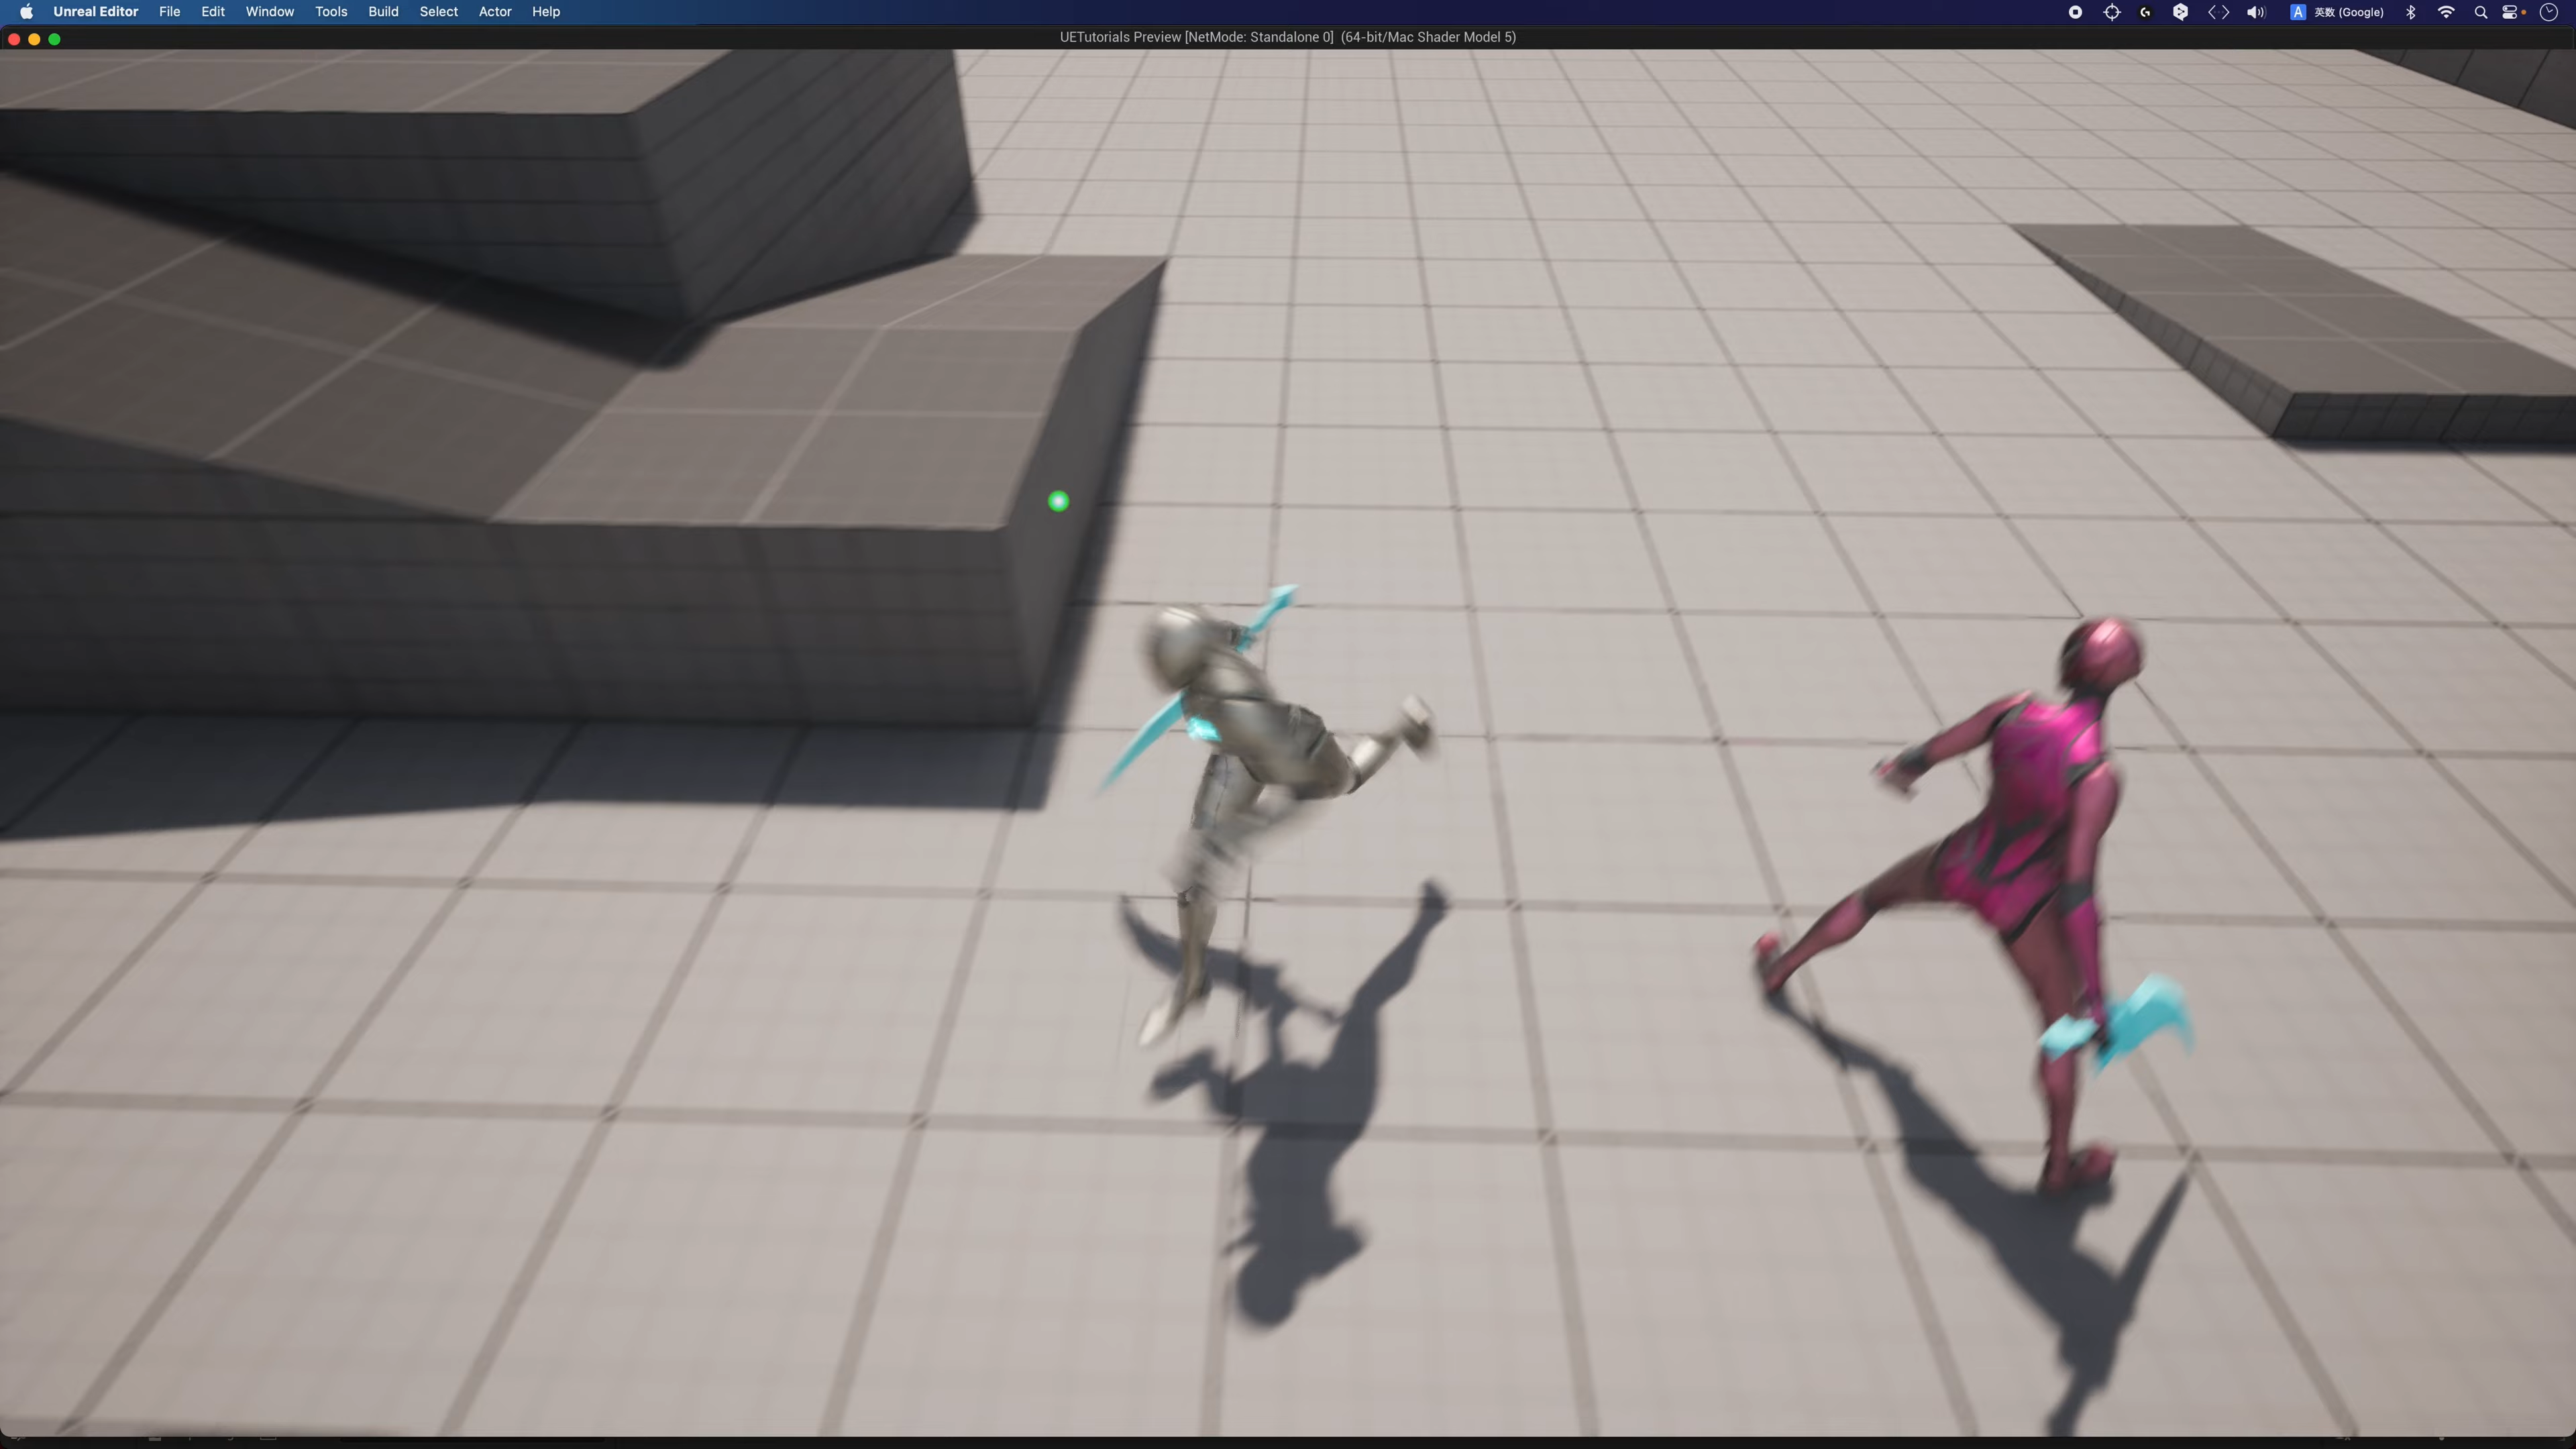 Unreal Editor File Edit Window Tools Build Select Actor Help A 英数 (Google)
UETutorials Preview [NetMode: Standalone 0] (64-bit/Mac Shader Model 5)